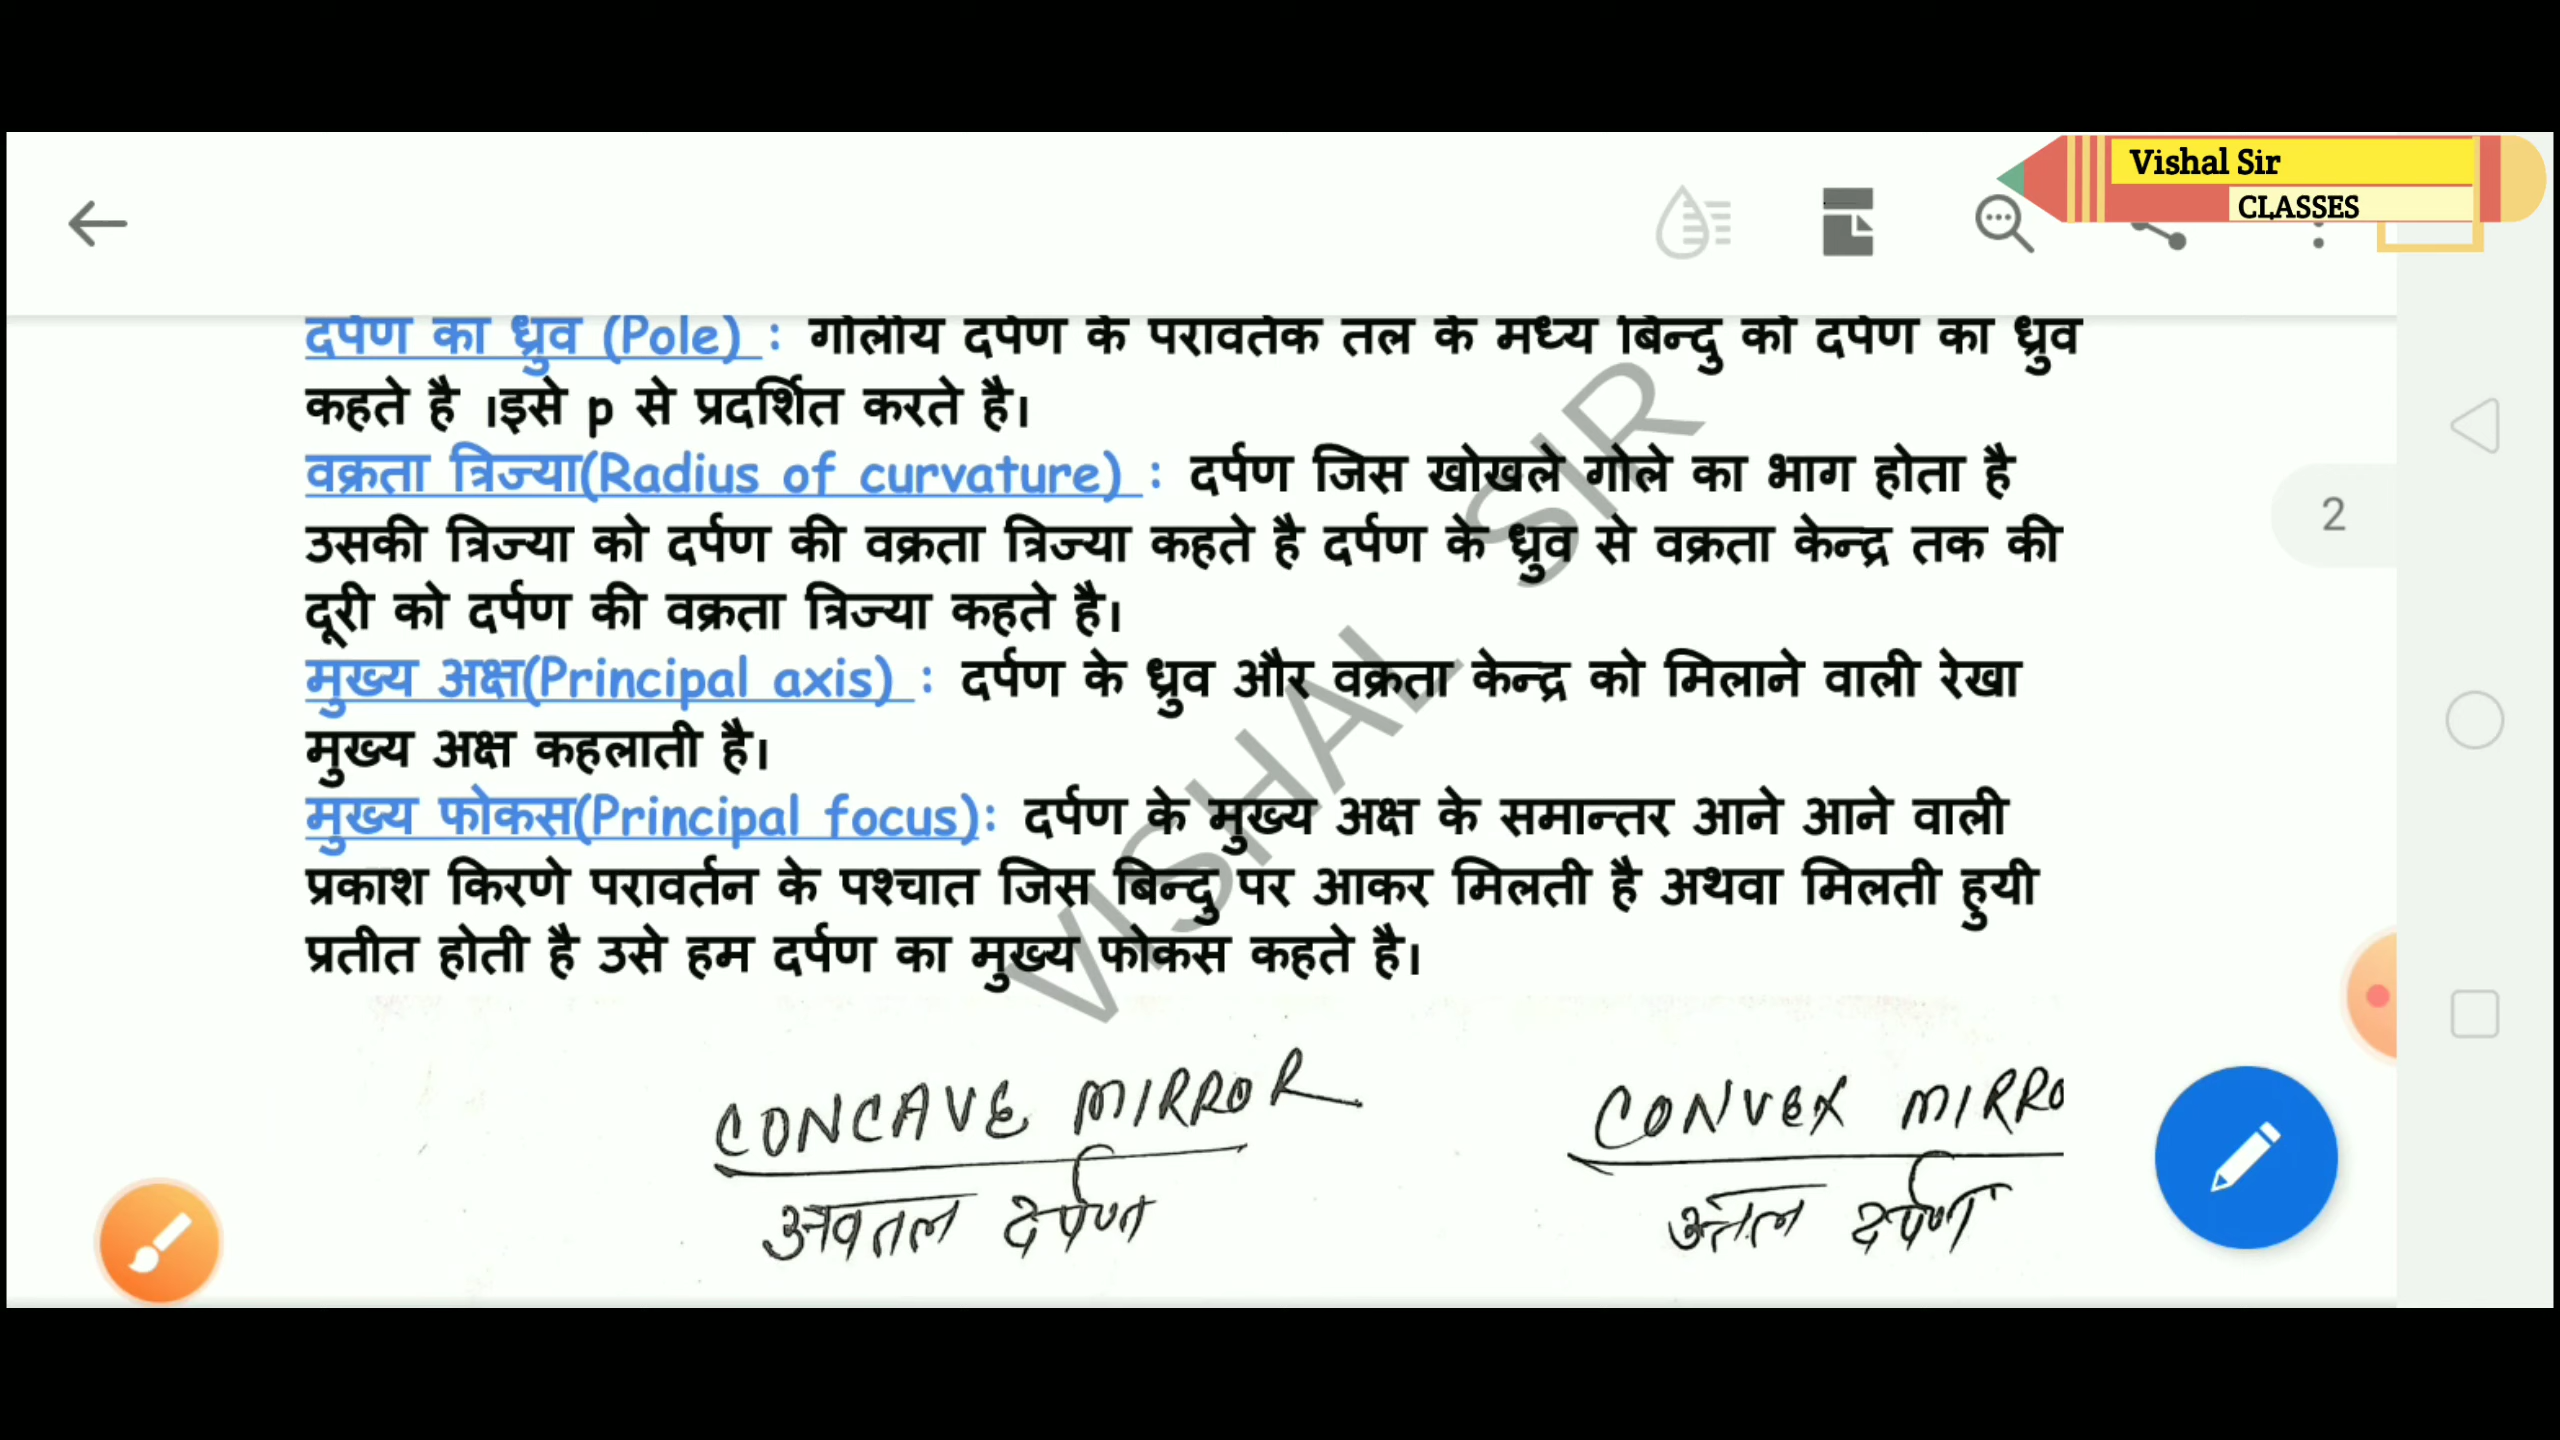 Vishal Sir
CLASSES
दर्पण का ध्रुव (Pole) : गोलीय दर्पण के परावर्तक तल के मध्य बिन्दु को दर्पण का ध्रुव
कहते है ।इसे p से प्रदर्शित करते है।
वक्रता त्रिज्या(Radius of curvature) : दर्पण जिस खोखले गोले का भाग होता है
उसकी त्रिज्या को दर्पण की वक्रता त्रिज्या कहते है दर्पण के ध्रुव से वक्रता केन्द्र तक की
दूरी को दर्पण की वक्रता त्रिज्या कहते है।
मुख्य अक्ष(Principal axis) : दर्पण के ध्रुव और वक्रता केन्द्र को मिलाने वाली रेखा
मुख्य अक्ष कहलाती है।
मुख्य फोकस(Principal focus): दर्पण के मुख्य अक्ष के समान्तर आने आने वाली
प्रकाश किरणे परावर्तन के पश्चात जिस बिन्दु पर आकर मिलती है अथवा मिलती हुयी
प्रतीत होती है उसे हम दर्पण का मुख्य फोकस कहते है।
VISHAL SIR
2
CONCAVE MIRROR CONVEX MIRRO
अवतल दर्पण उत्तल दर्पण